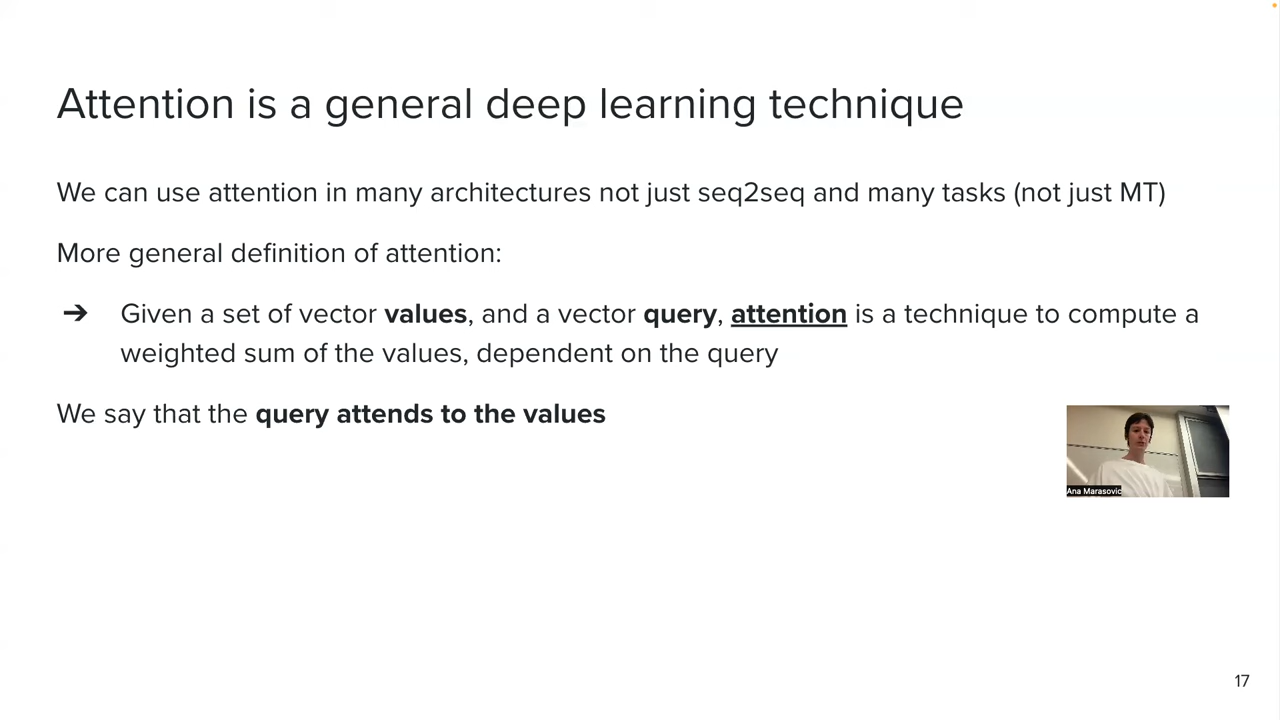 Attention is a general deep learning technique
We can use attention in many architectures not just seq2seq and many tasks (not just MT)
More general definition of attention:
➔ Given a set of vector values, and a vector query, attention is a technique to compute a
weighted sum of the values, dependent on the query
We say that the query attends to the values
Ana Marasovic
17